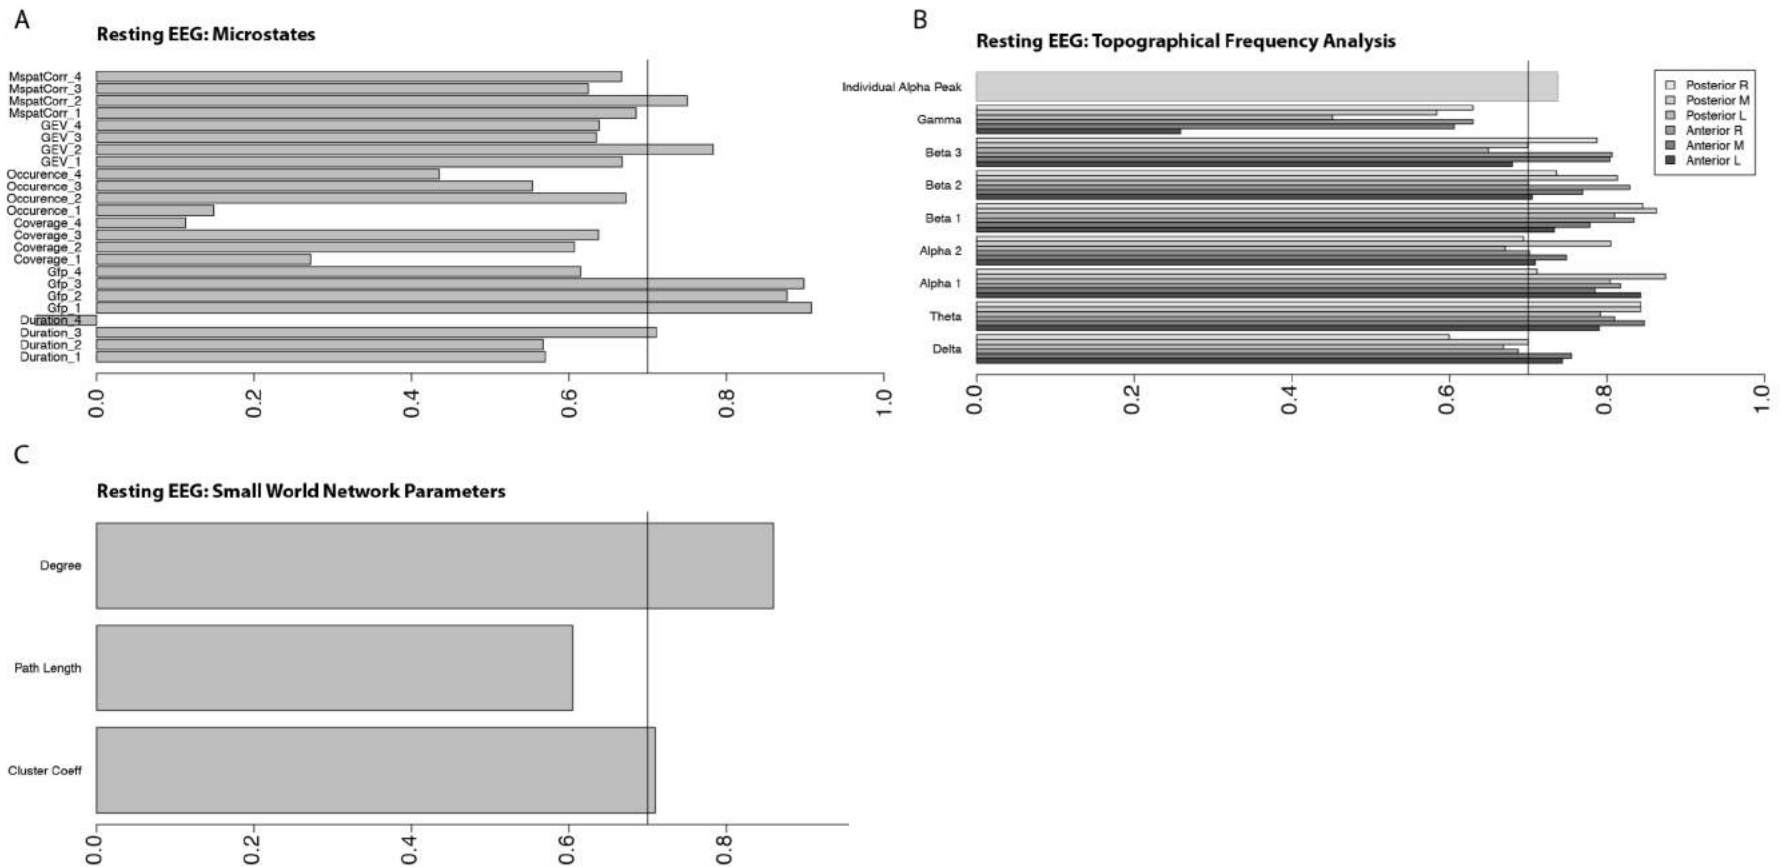 A
Resting EEG: Microstates
MspatCorr_4
MspatCorr_3
MspatCorr_2
MspatCorr_1
GEV_4
GEV_3
GEV_2
GEV_1
Occurence_4
Occurence_3
Occurence_2
Occurence_1
Coverage_4
Coverage_3
Coverage_2
Coverage_1
Gfp_4
Gfp_3
Gfp_2
Gfp_1
Duration_4
Duration_3
Duration_2
Duration_1
0.0 0.2 0.4 0.6 0.8 1.0
B
Resting EEG: Topographical Frequency Analysis
Individual Alpha Peak
Gamma
Beta 3
Beta 2
Beta 1
Alpha 2
Alpha 1
Theta
Delta
Posterior R
Posterior M
Posterior L
Anterior R
Anterior M
Anterior L
0.0 0.2 0.4 0.6 0.8 1.0
C
Resting EEG: Small World Network Parameters
Degree
Path Length
Cluster Coeff
0.0 0.2 0.4 0.6 0.8